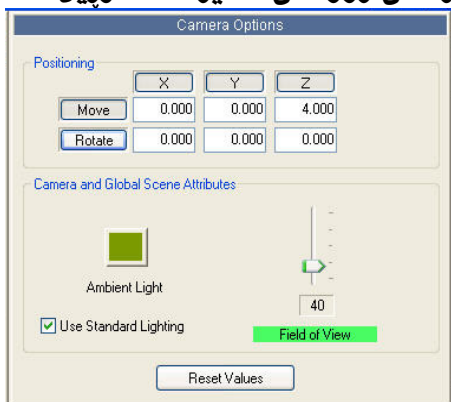 Camera Options
Positioning
X Y Z
Move 0.000 0.000 4.000
Rotate 0.000 0.000 0.000
Camera and Global Scene Attributes
Ambient Light
40
Use Standard Lighting
Field of View
Reset Values